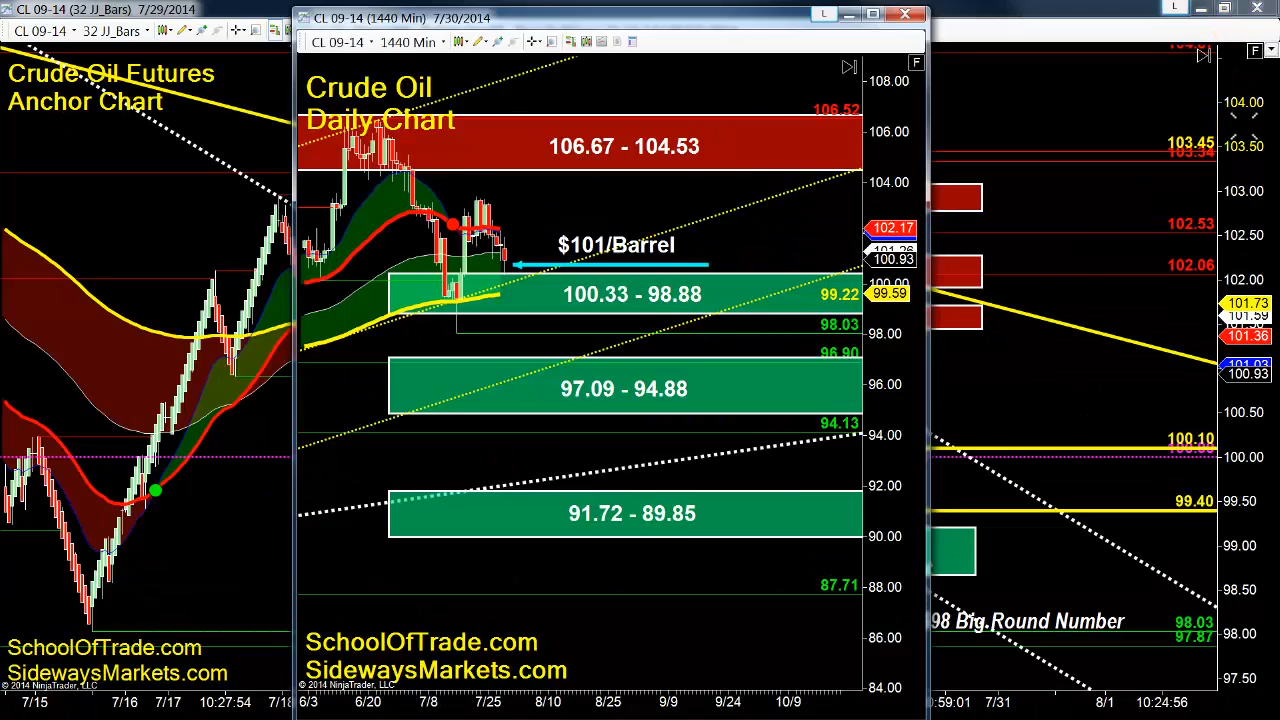 CL 09-14 (32 JJ_Bars) 7/29/2014
CL 09-14 32 JJ_Bars
Crude Oil Futures
Anchor Chart
SchoolOfTrade.com
SidewaysMarkets.com
© 2014 NinjaTrader, LLC
7/15 7/16 7/17 10:27:54
CL 09-14 (1440 Min) 7/30/2014
L
CL 09-14 1440 Min
F
Crude Oil
Daily Chart
106.52
106.67 - 104.53
$101/Barrel
100.33 - 98.88
99.22
98.03
96.90
97.09 - 94.88
94.13
91.72 - 89.85
87.71
108.00
106.00
104.00
102.17
100.93
100.00
99.59
98.00
96.00
94.00
92.00
90.00
88.00
86.00
84.00
SchoolOfTrade.com
SidewaysMarkets.com
© 2014 NinjaTrader, LLC
6/3 6/20 7/8 7/25 8/10 8/25 9/9 9/24 10/9
L
F
103.45
102.53
102.06
100.10
99.40
98 Big Round Number
98.03
97.87
104.00
103.50
103.00
102.50
102.00
101.73
101.59
101.36
101.03
100.93
100.50
100.00
99.50
99.00
98.50
98.00
97.50
:59:01 7/31 8/1 10:24:56